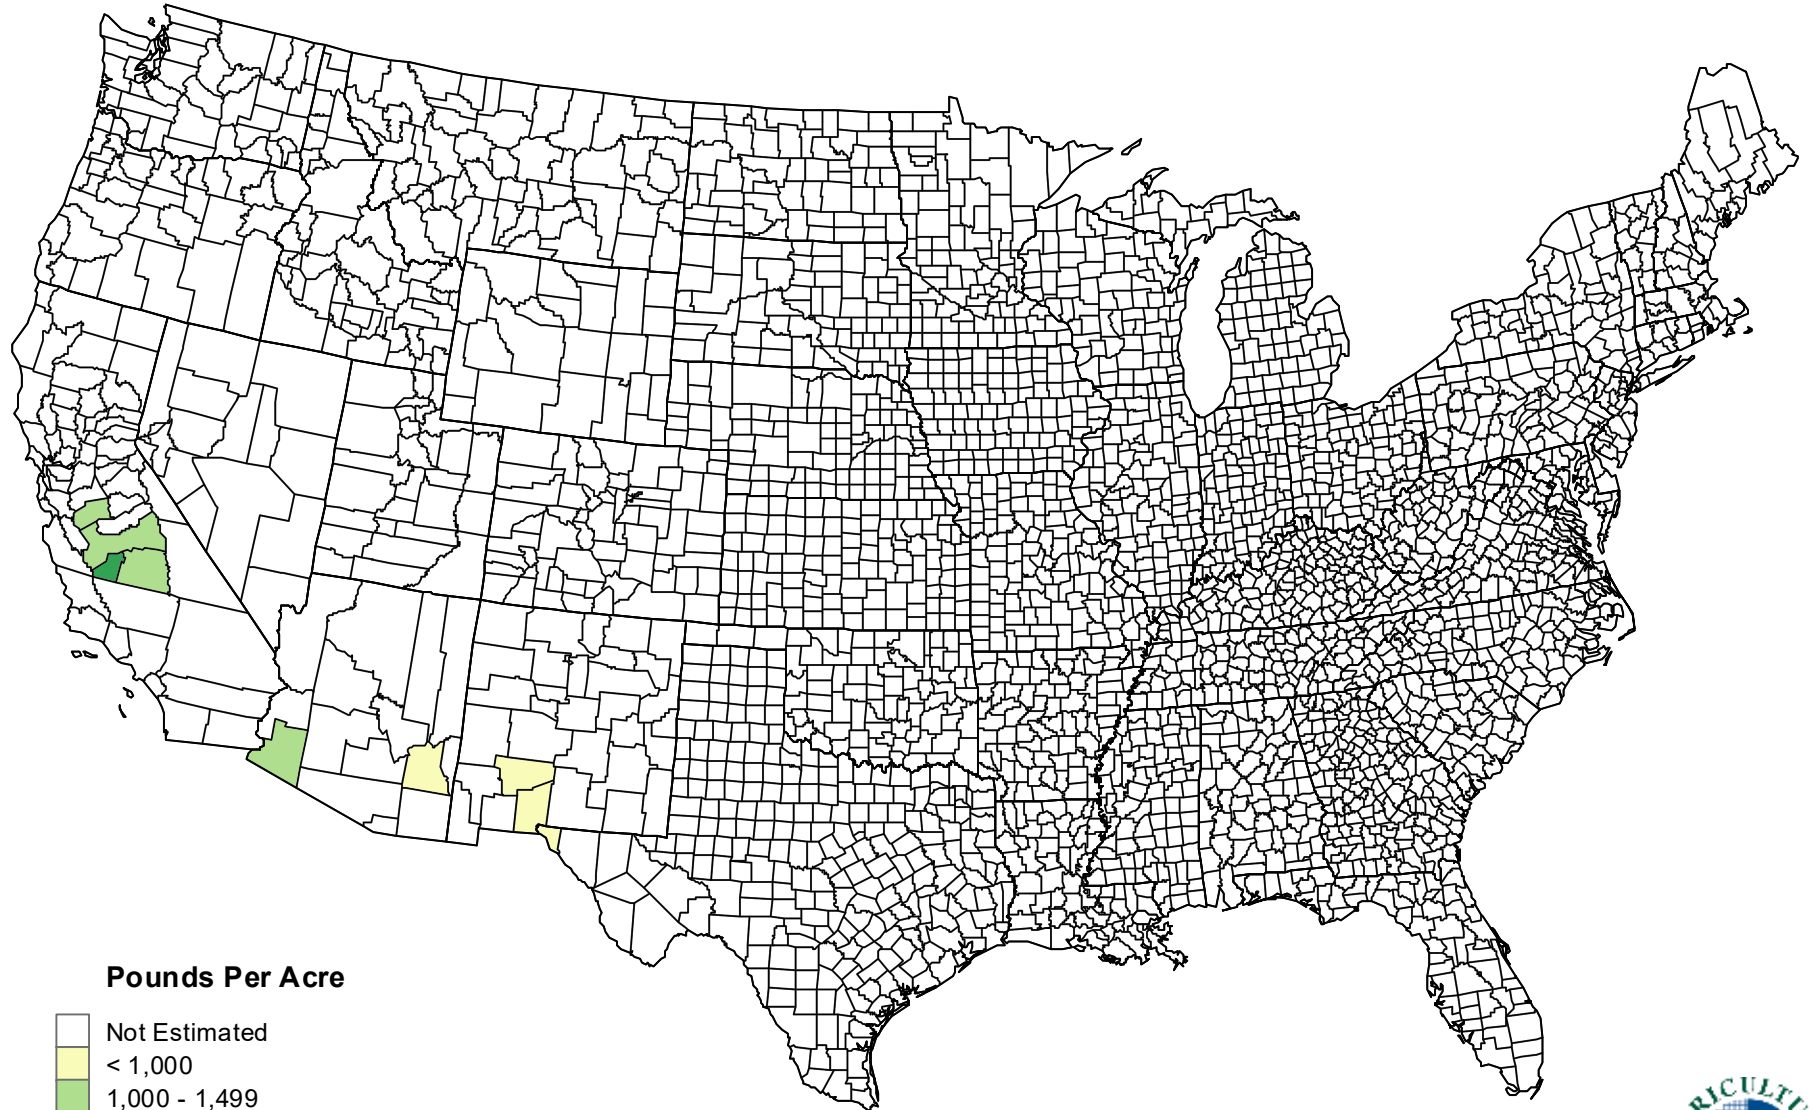 Pounds Per Acre
Not Estimated
< 1,000
1,000 - 1,499